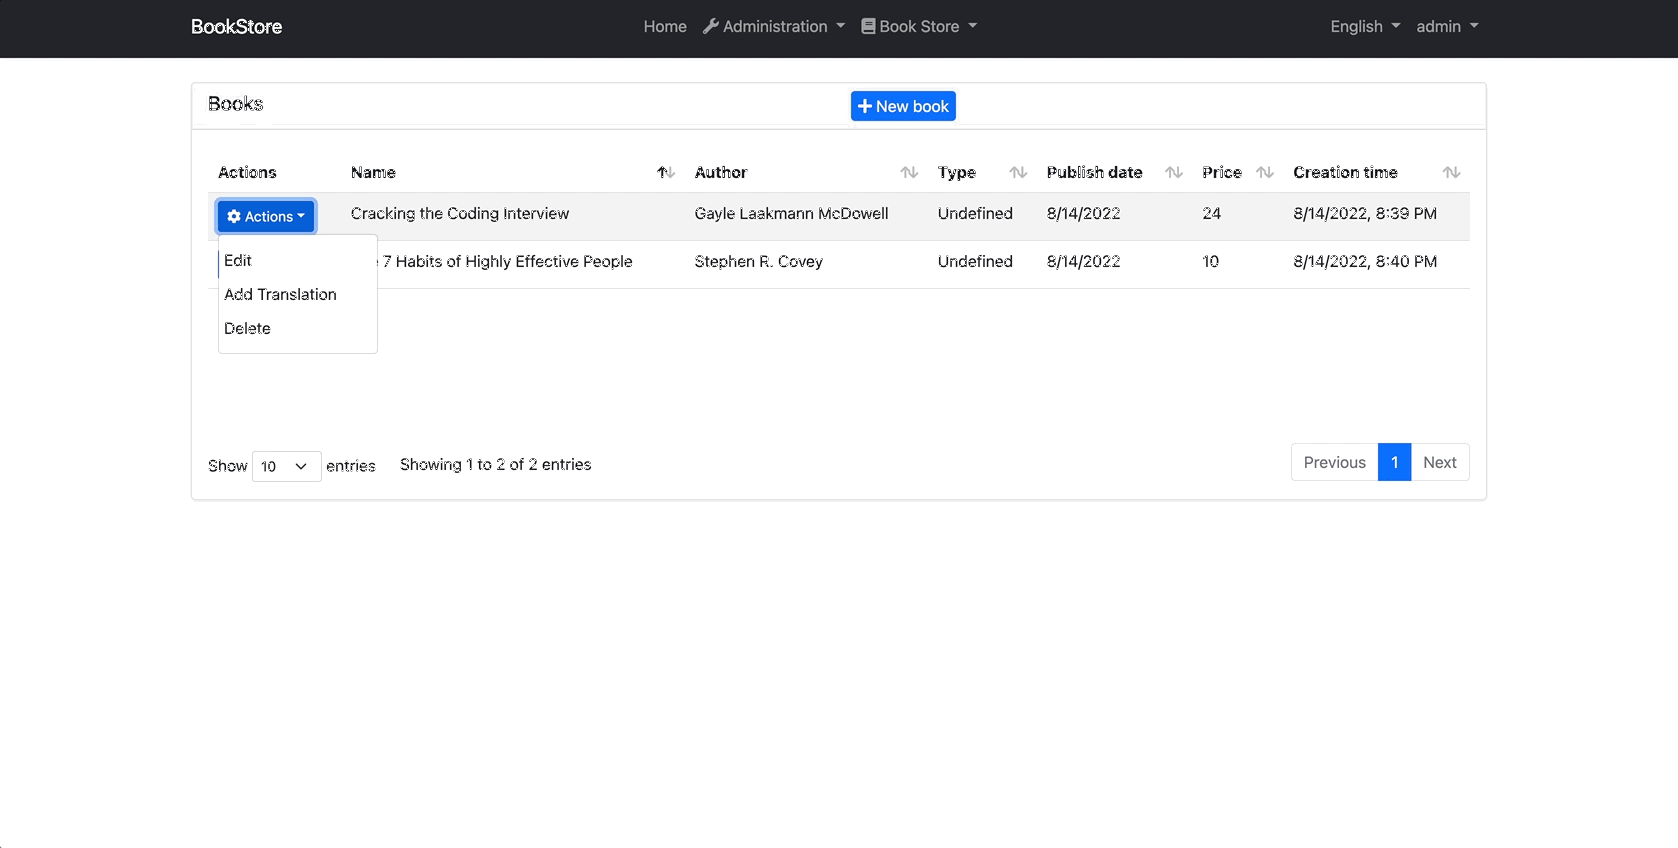 BookStore Home Administration Book Store English admin
Books New book
Actions Name Author Type Publish date Price Creation time
Actions Cracking the Coding Interview Gayle Laakmann McDowell Undefined 8/14/2022 24 8/14/2022, 8:39 PM
7 Habits of Highly Effective People Stephen R. Covey Undefined 8/14/2022 10 8/14/2022, 8:40 PM
Edit
Add Translation
Delete
Show 10 entries Showing 1 to 2 of 2 entries Previous 1 Next